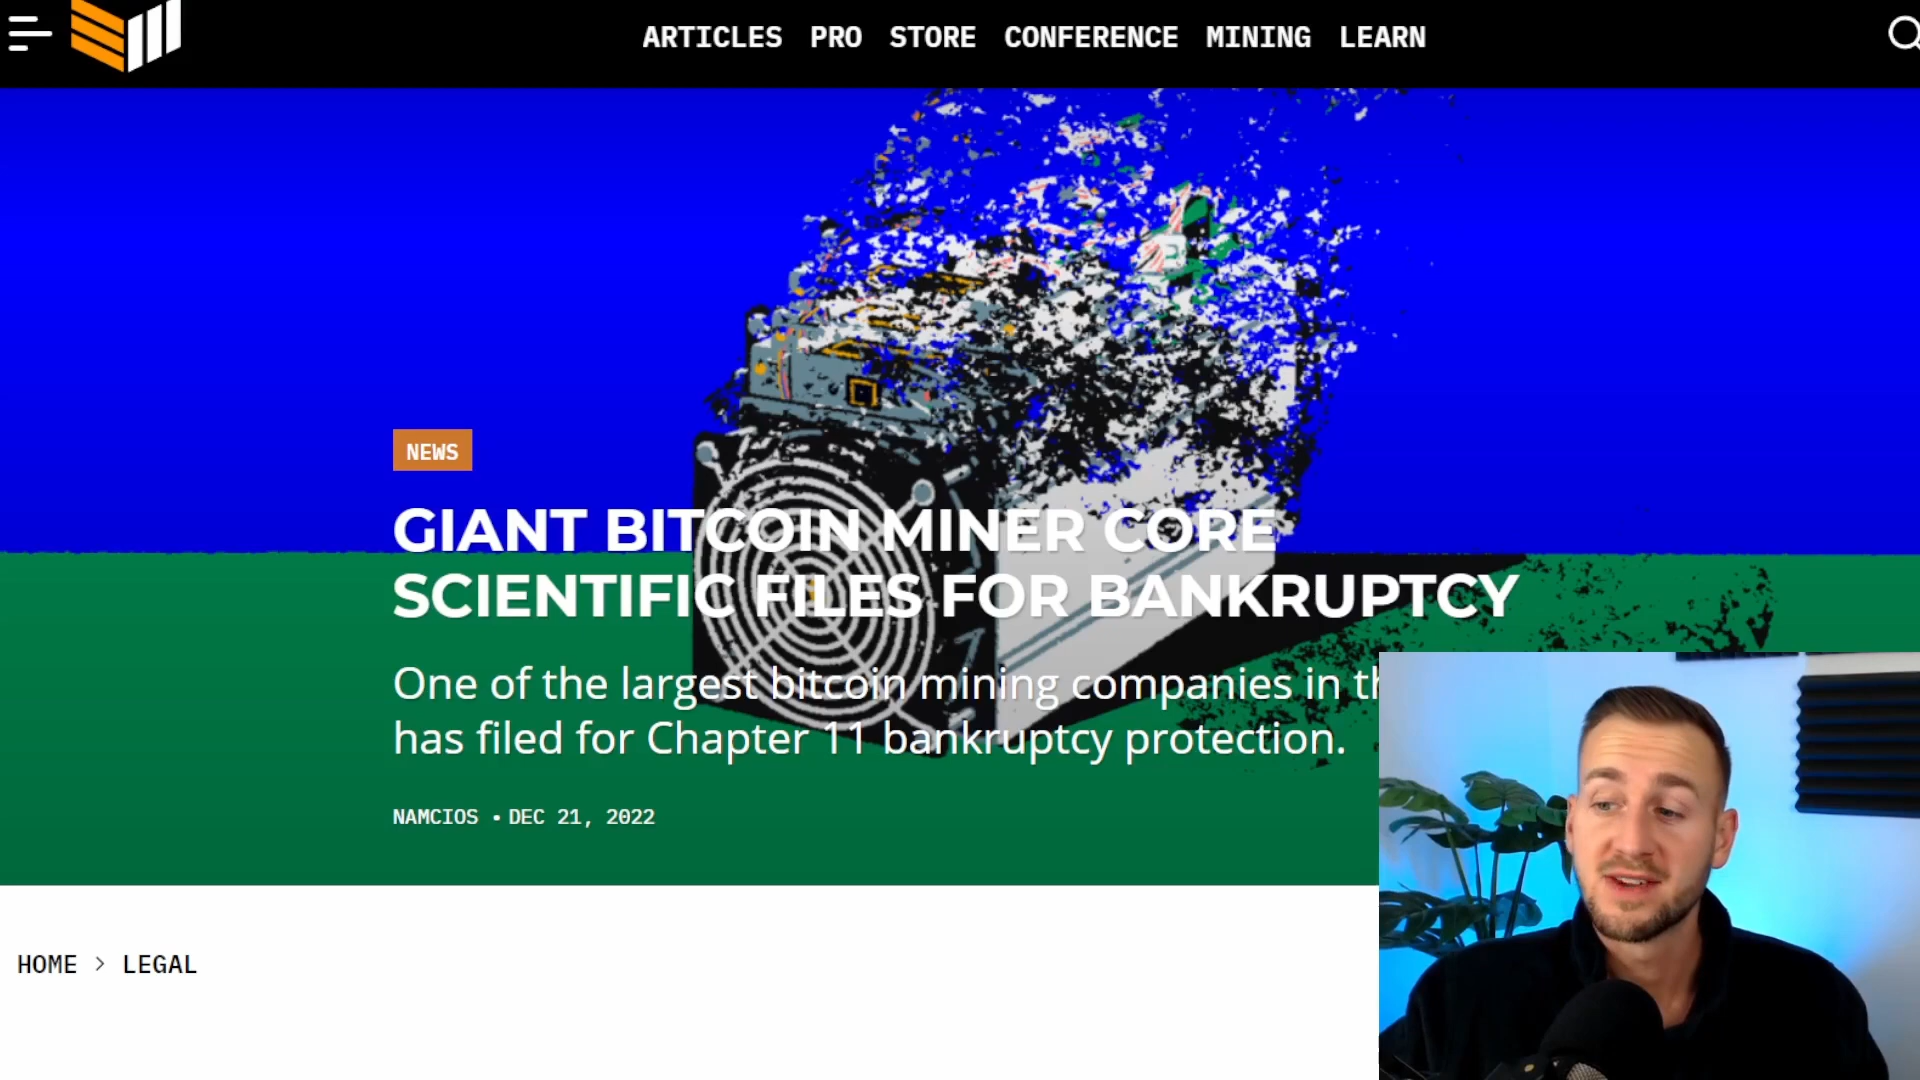 ARTICLES PRO STORE CONFERENCE MINING LEARN
NEWS
GIANT BITCOIN MINER CORE
SCIENTIFIC FILES FOR BANKRUPTCY
One of the largest bitcoin mining companies in
has filed for Chapter 11 bankruptcy protection.
NAMCIOS • DEC 21, 2022
HOME > LEGAL